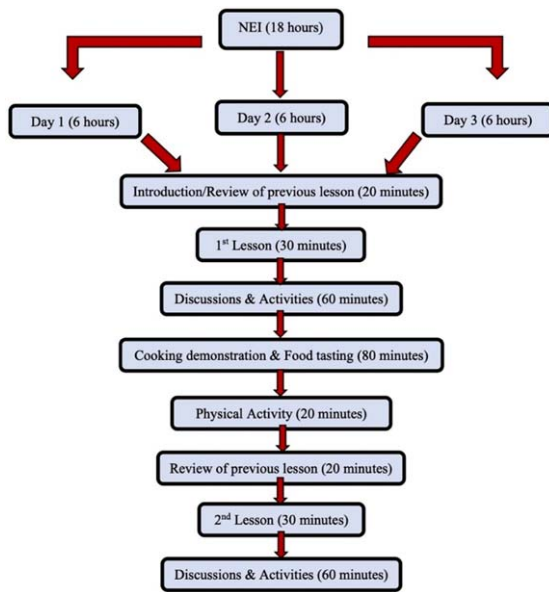 NEI (18 hours)
Day 1 (6 hours)
Day 2 (6 hours)
Day 3 (6 hours)
Introduction/Review of previous lesson (20 minutes)
1st Lesson (30 minutes)
Discussions & Activities (60 minutes)
Cooking demonstration & Food tasting (80 minutes)
Physical Activity (20 minutes)
Review of previous lesson (20 minutes)
2nd Lesson (30 minutes)
Discussions & Activities (60 minutes)